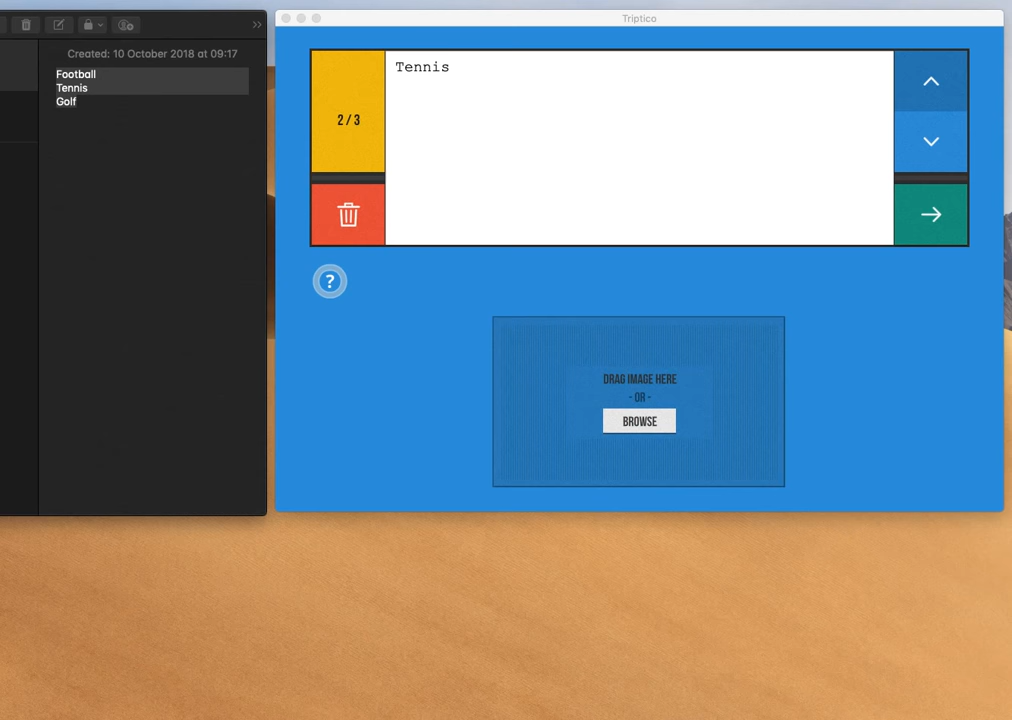 Created: 10 October 2018 at 09:17
Football
Tennis
Golf
Triptico
2 / 3
Tennis
?
DRAG IMAGE HERE
- OR -
BROWSE